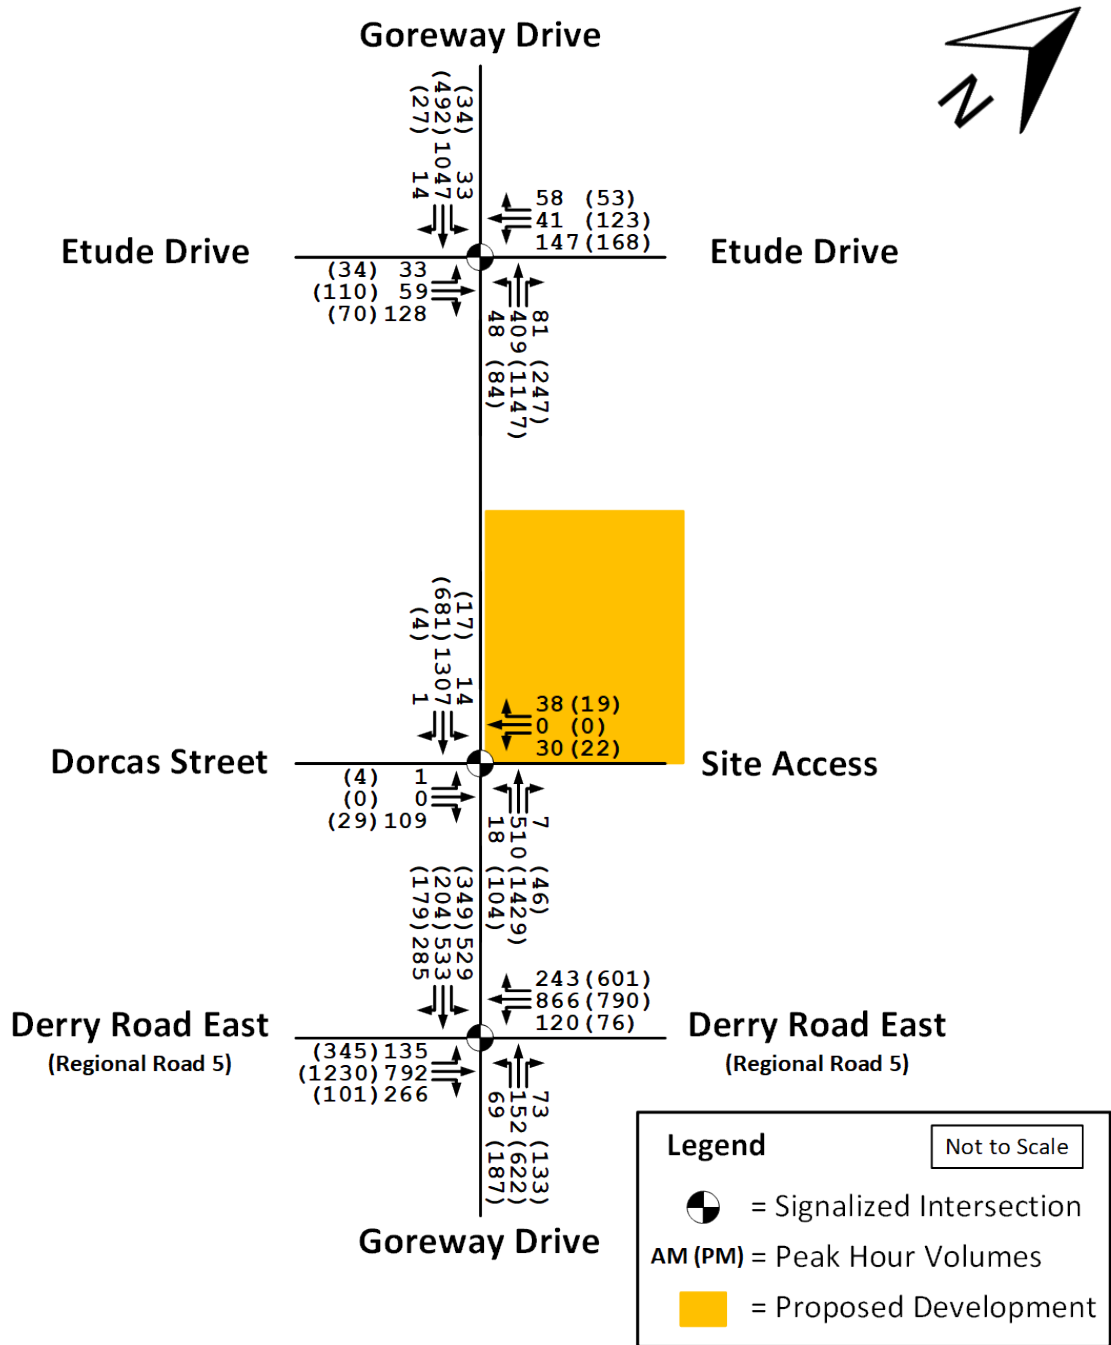 Goreway Drive
N
(27) 14
(492) 1047
(34) 33
58 (53)
41 (123)
147 (168)
Etude Drive
Etude Drive
(34) 33
(110) 59
(70) 128
48 (84)
409 (1147)
81 (247)
(4) 1
(681) 1307
(17) 14
38 (19)
0 (0)
30 (22)
Dorcas Street
Site Access
(4) 1
(0) 0
(29) 109
18 (104)
510 (1429)
7 (46)
(179) 285
(204) 533
(349) 529
243 (601)
866 (790)
120 (76)
Derry Road East
(Regional Road 5)
Derry Road East
(Regional Road 5)
(345) 135
(1230) 792
(101) 266
69 (187)
152 (622)
73 (133)
Goreway Drive
Legend
Not to Scale
= Signalized Intersection
AM (PM) = Peak Hour Volumes
= Proposed Development